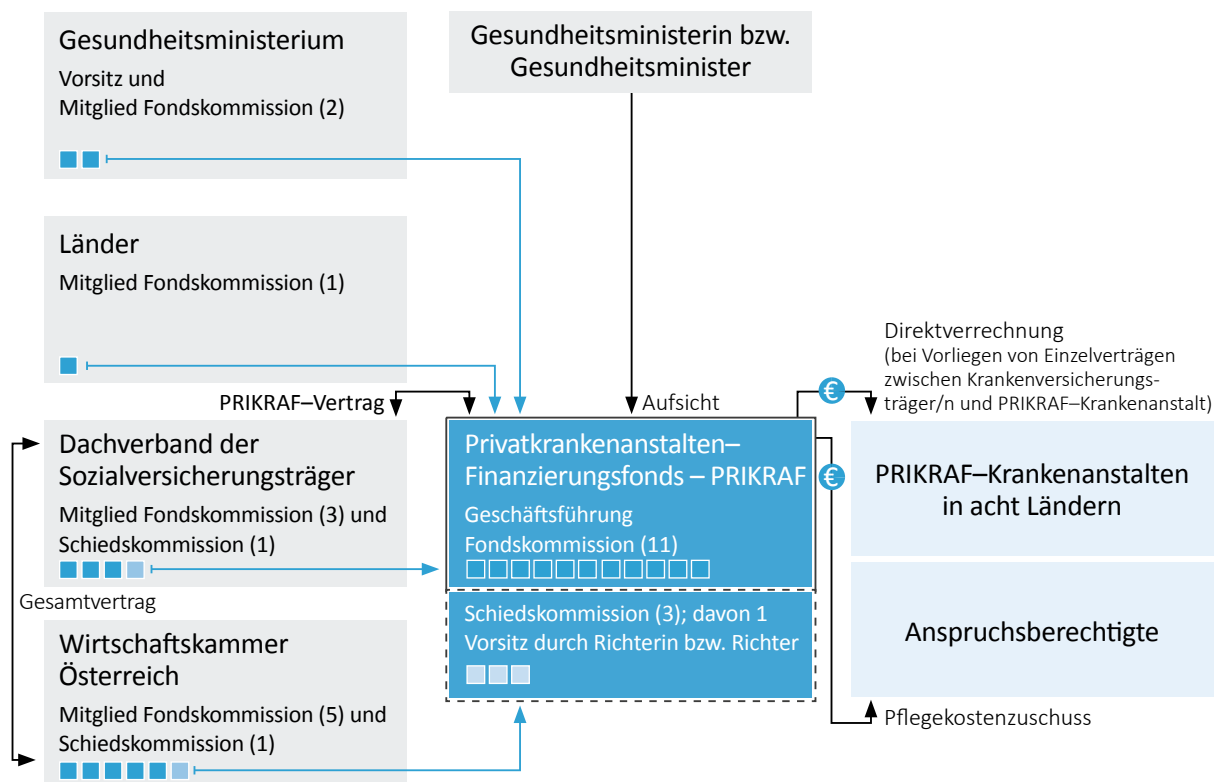 Gesundheitsministerium
Vorsitz und
Mitglied Fondskommission (2)
Gesundheitsministerin bzw.
Gesundheitsminister
Länder
Mitglied Fondskommission (1)
PRIKRAF–Vertrag
Aufsicht
Direktverrechnung
(bei Vorliegen von Einzelverträgen
zwischen Krankenversicherungs-
träger/n und PRIKRAF–Krankenanstalt)
€
€
Dachverband der
Sozialversicherungsträger
Mitglied Fondskommission (3) und
Schiedskommission (1)
Gesamtvertrag
Wirtschaftskammer
Österreich
Mitglied Fondskommission (5) und
Schiedskommission (1)
Privatkrankenanstalten–
Finanzierungsfonds – PRIKRAF
Geschäftsführung
Fondskommission (11)
Schiedskommission (3); davon 1
Vorsitz durch Richterin bzw. Richter
PRIKRAF–Krankenanstalten
in acht Ländern
Anspruchsberechtigte
Pflegekostenzuschuss